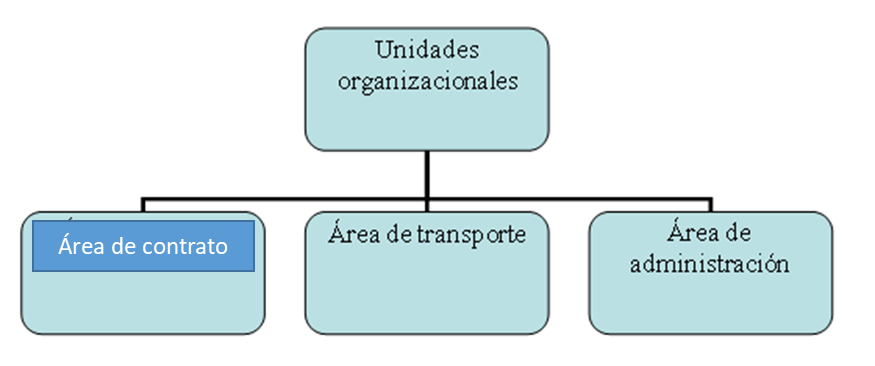 Unidades
organizacionales
Área de contrato
Área de transporte
Área de
administración